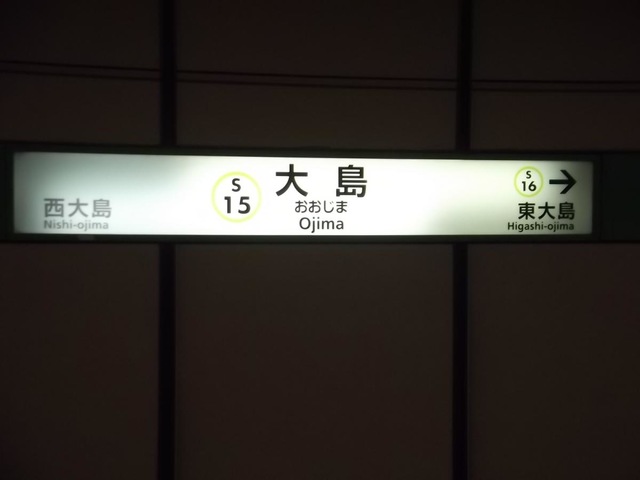 西大島
Nishi-ojima
S
15
大島
おおじま
Ojima
S
16
→
東大島
Higashi-ojima